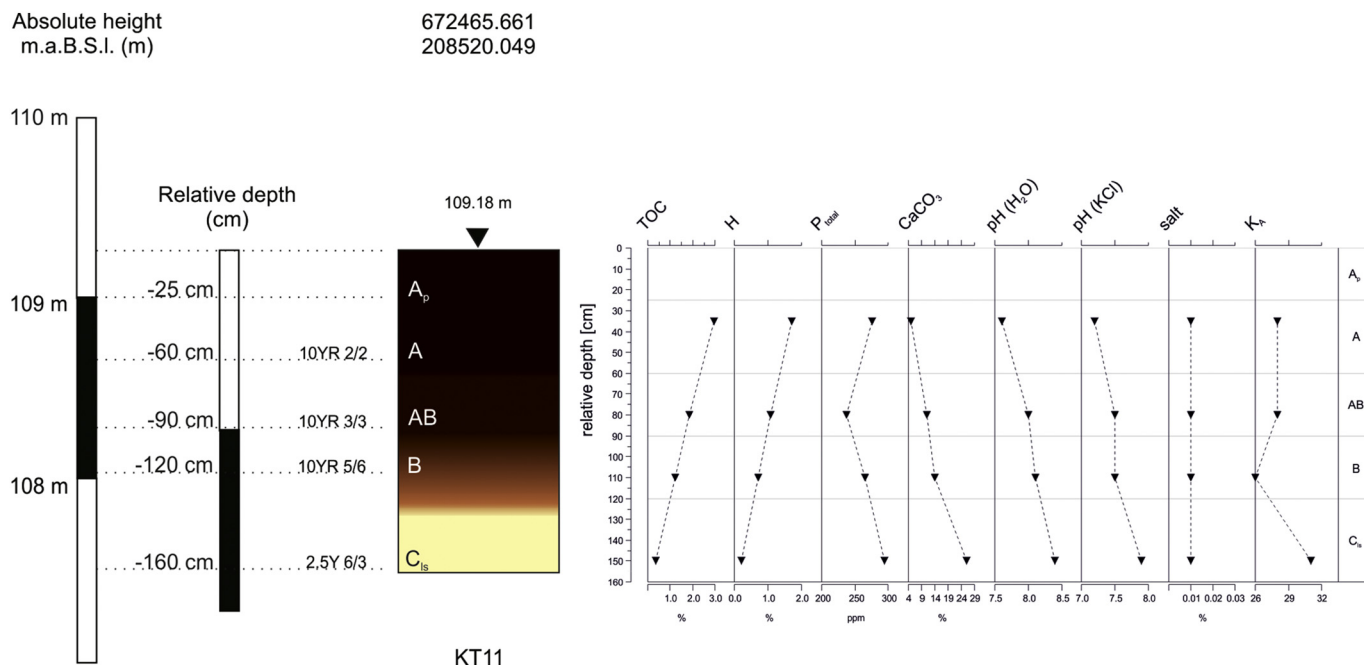 Absolute height 672465.661
m.a.B.S.l. (m) 208520.049
110 m
109 m
108 m
Relative depth
(cm)
-25 cm
-60 cm 10YR 2/2
-90 cm 10YR 3/3
-120 cm 10YR 5/6
-160 cm 2.5Y 6/3
109.18 m
Ap
A
AB
B
Cls
KT11
TOC H Ptotal CaCO3 pH (H2O) pH (KCl) salt KA
relative depth [cm]
0
10
20
30
40
50
60
70
80
90
100
110
120
130
140
150
160
Ap
A
AB
B
Cls
1.0 2.0 3.0 0.0 1.0 2.0 200 250 300 4 9 14 19 24 29 7.5 8.0 8.5 7.0 7.5 8.0 0.01 0.02 0.03 26 29 32
% % ppm % %